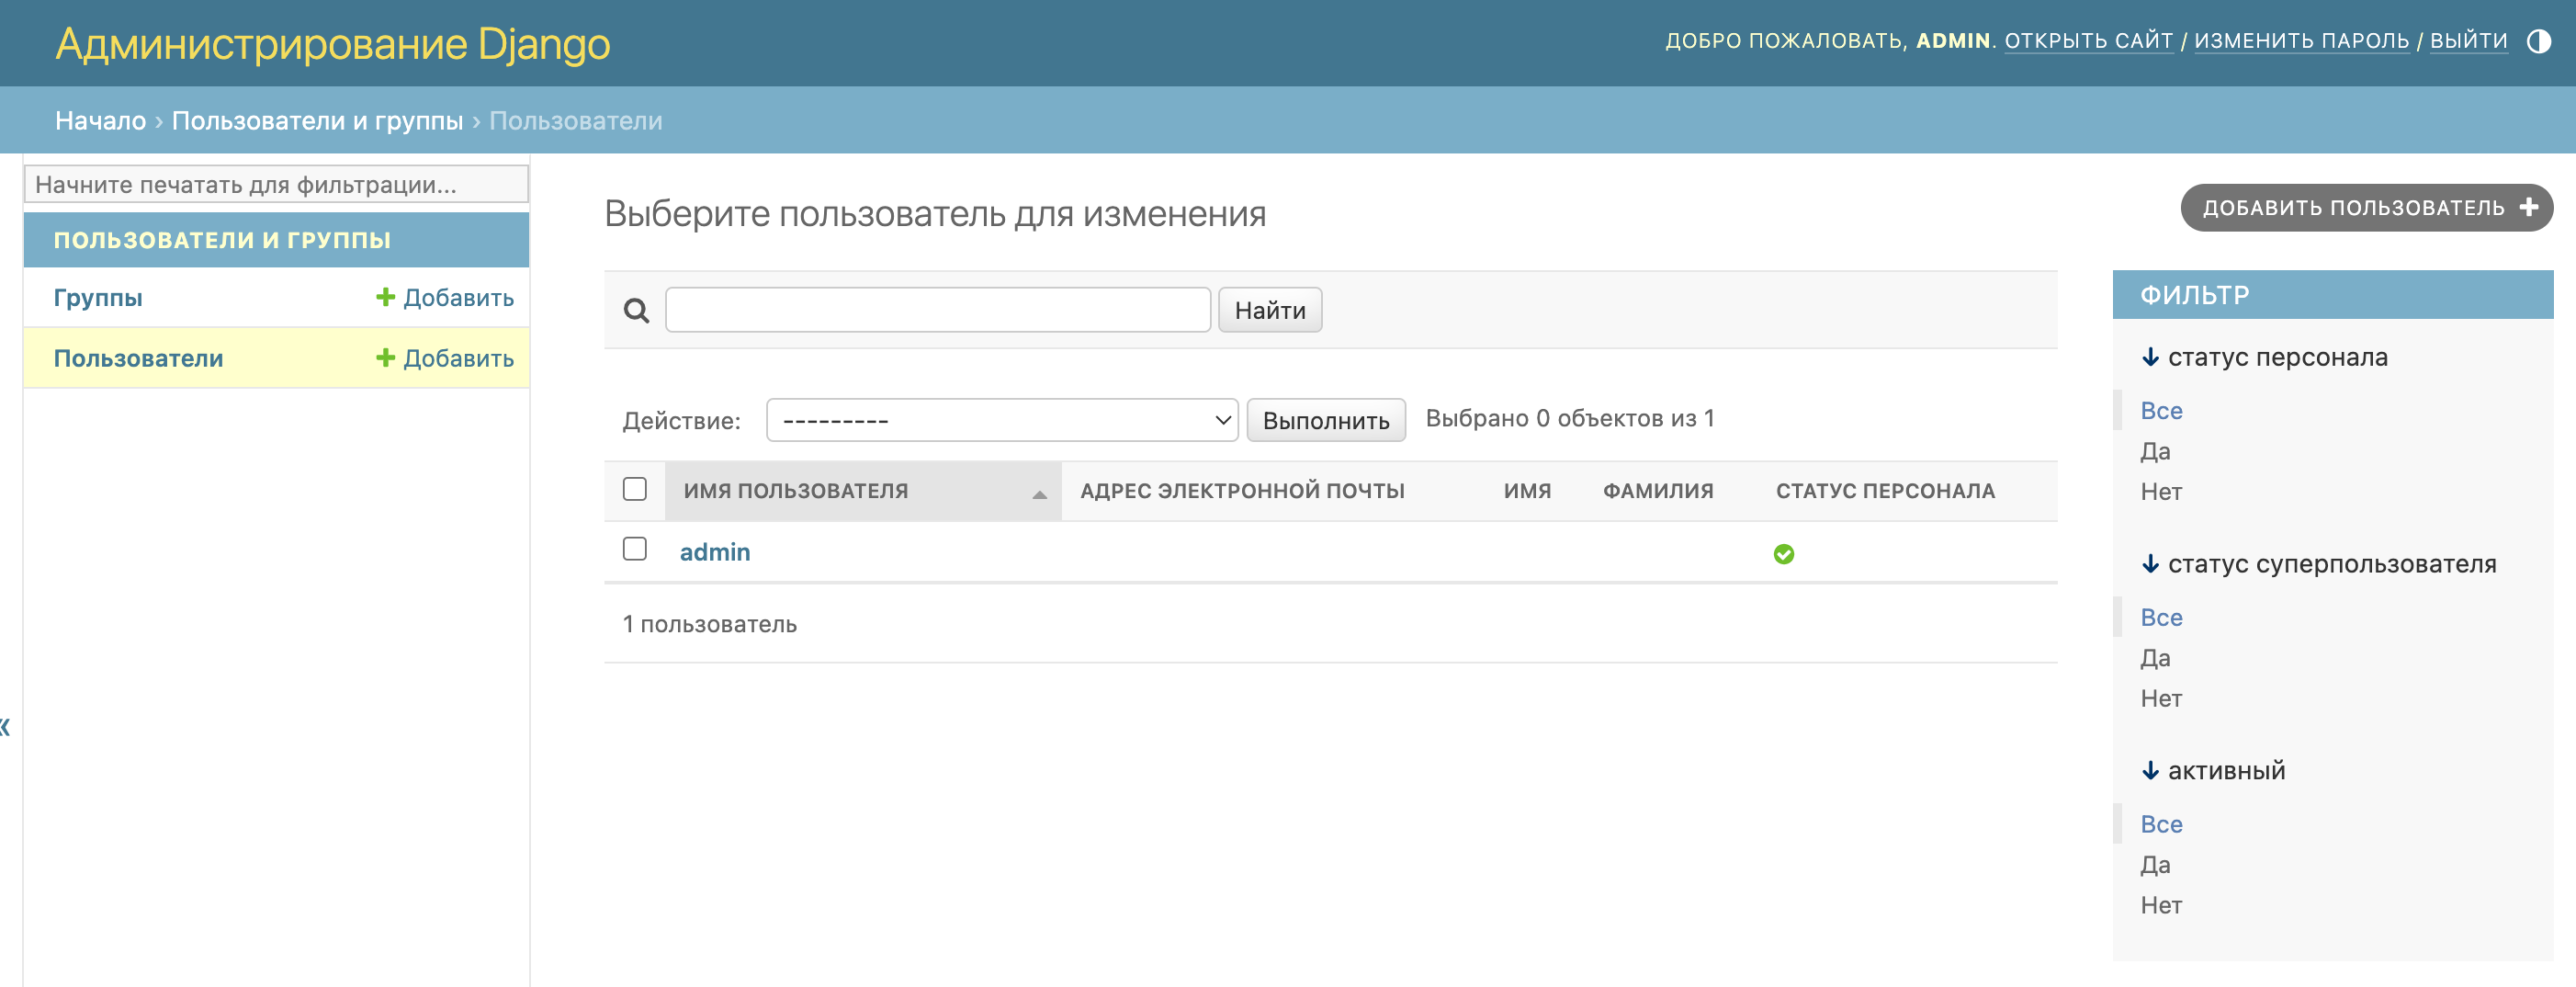 Администрирование Django
ДОБРО ПОЖАЛОВАТЬ, ADMIN. ОТКРЫТЬ САЙТ / ИЗМЕНИТЬ ПАРОЛЬ / ВЫЙТИ
Начало › Пользователи и группы › Пользователи
Начните печатать для фильтрации...
ПОЛЬЗОВАТЕЛИ И ГРУППЫ
Группы + Добавить
Пользователи + Добавить
«
Выберите пользователь для изменения
ДОБАВИТЬ ПОЛЬЗОВАТЕЛЬ +
Найти
Действие: --------- Выполнить Выбрано 0 объектов из 1
ИМЯ ПОЛЬЗОВАТЕЛЯ АДРЕС ЭЛЕКТРОННОЙ ПОЧТЫ ИМЯ ФАМИЛИЯ СТАТУС ПЕРСОНАЛА
admin
1 пользователь
ФИЛЬТР
↓ статус персонала
Все
Да
Нет
↓ статус суперпользователя
Все
Да
Нет
↓ активный
Все
Да
Нет